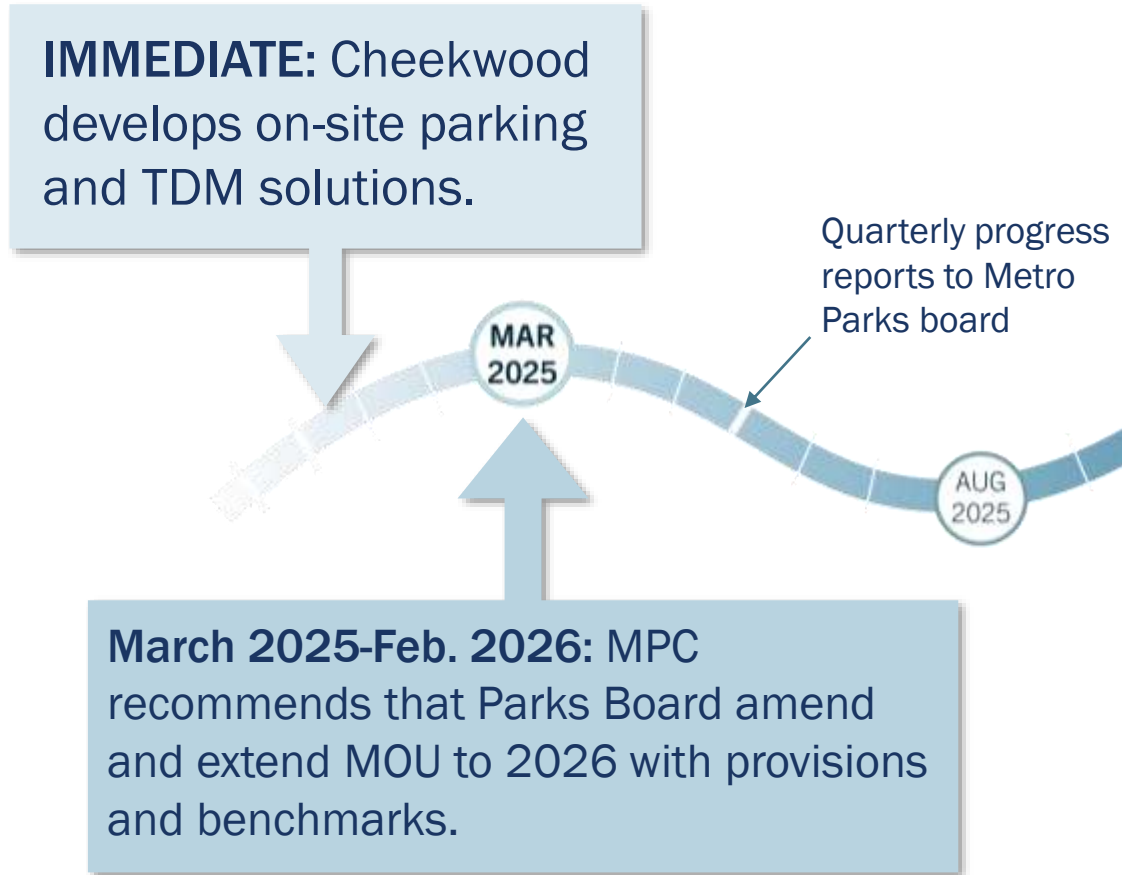 IMMEDIATE: Cheekwood
develops on-site parking
and TDM solutions.
Quarterly progress
reports to Metro
Parks board
MAR
2025
AUG
2025
March 2025-Feb. 2026: MPC
recommends that Parks Board amend
and extend MOU to 2026 with provisions
and benchmarks.